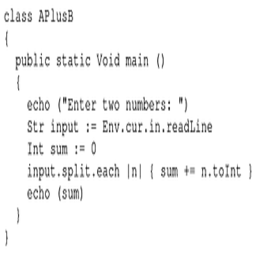 class APlusB
{
  public static Void main ()
  {
    echo ("Enter two numbers: ")
    Str input := Env.cur.in.readLine
    Int sum := 0
    input.split.each |n| { sum += n.toInt }
    echo (sum)
  }
}